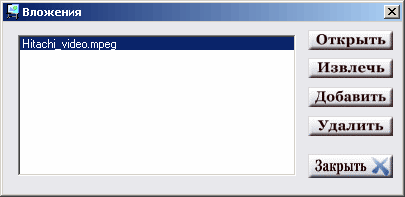 Вложения
Hitachi_video.mpeg
Открыть
Извлечь
Добавить
Удалить
Закрыть